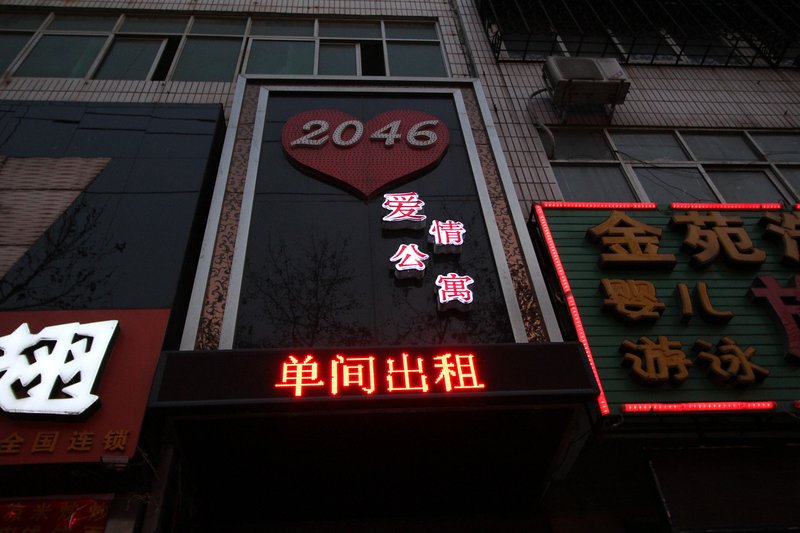 2046
爱情公寓
单间出租
翊
全国连锁
金苑
婴儿
游泳